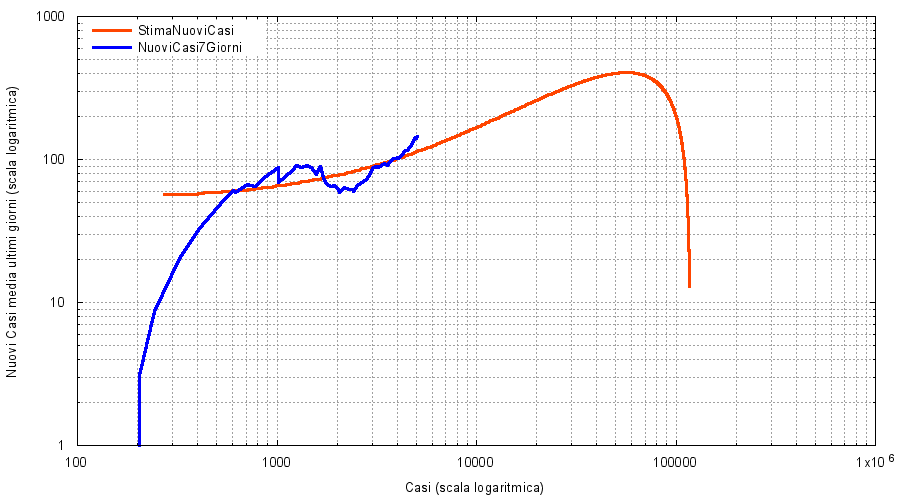 1000
100
10
1
StimaNuoviCasi
NuoviCasi7Giorni
Nuovi Casi media ultimi giorni (scala logaritmica)
100
1000
10000
100000
1x10^6
Casi (scala logaritmica)